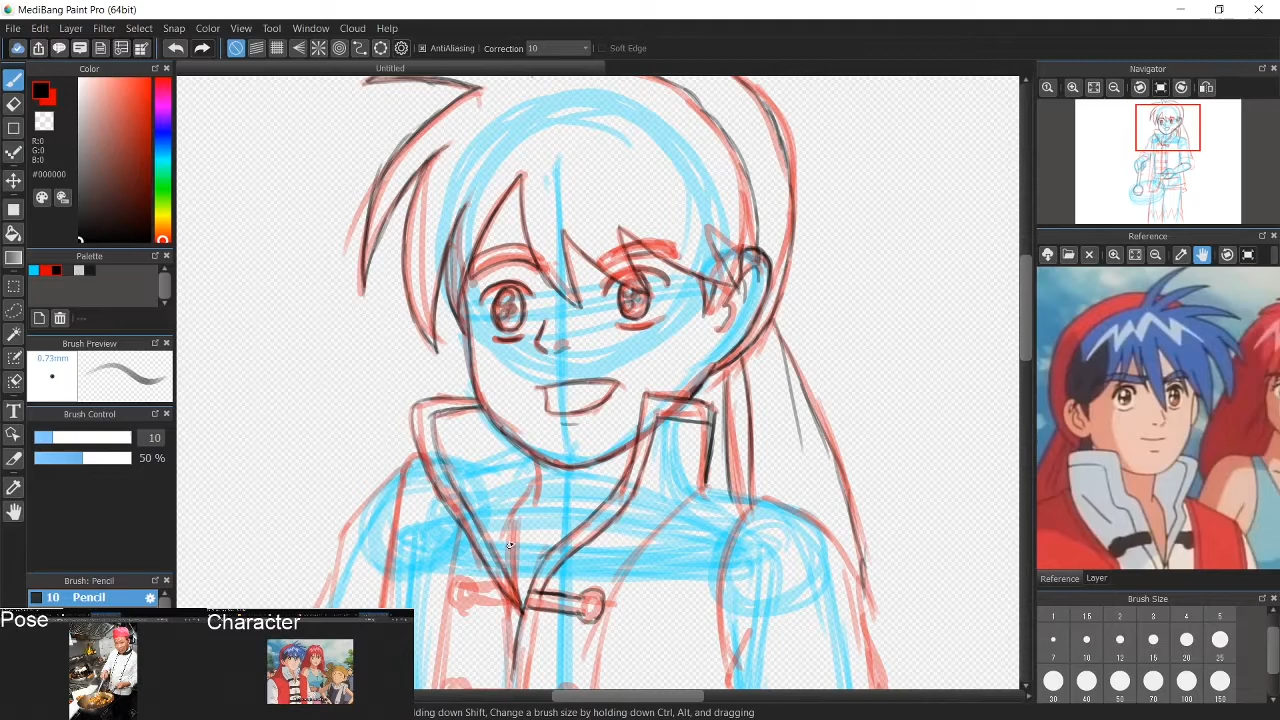 MediBang Paint Pro (64bit)
File Edit Layer Filter Select Snap Color View Tool Window Cloud Help
AntiAliasing Correction 10 Soft Edge
Color
Untitled
Navigator
R:0
G:0
B:0
#000000
Palette
Reference
---
Brush Preview
0.73mm
Brush Control
10
50 %
Brush: Pencil
10 Pencil
Reference Layer
Brush Size
1 1.5 3 4 5
7 10 12 15 20 25
30 40 50 70 100 150
Pose
Character
lding down Shift, Change a brush size by holding down Ctrl, Alt, and dragging